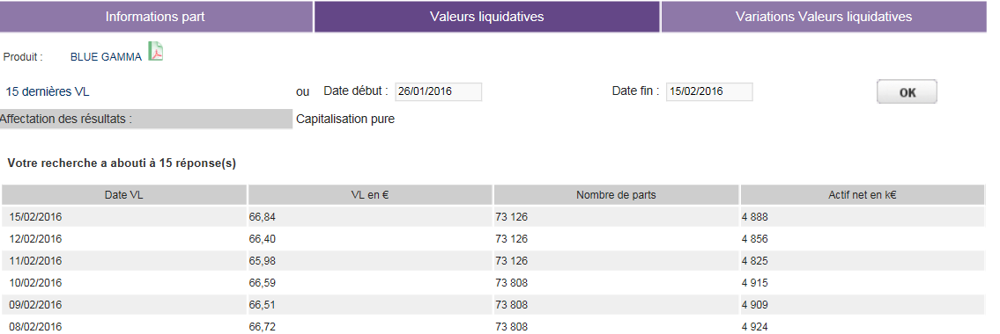 Informations part Valeurs liquidatives Variations Valeurs liquidatives
Produit : BLUE GAMMA
15 dernières VL ou Date début : 26/01/2016 Date fin : 15/02/2016 OK
Affectation des résultats : Capitalisation pure
Votre recherche a abouti à 15 réponse(s)
Date VL VL en € Nombre de parts Actif net en k€
15/02/2016 66,84 73 126 4 888
12/02/2016 66,40 73 126 4 856
11/02/2016 65,98 73 126 4 825
10/02/2016 66,59 73 808 4 915
09/02/2016 66,51 73 808 4 909
08/02/2016 66,72 73 808 4 924